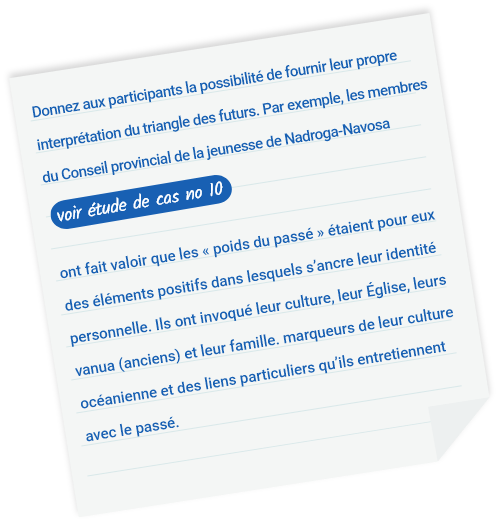 Donnez aux participants la possibilité de fournir leur propre
interprétation du triangle des futurs. Par exemple, les membres
du Conseil provincial de la jeunesse de Nadroga-Navosa
voir étude de cas no 10
ont fait valoir que les « poids du passé » étaient pour eux
des éléments positifs dans lesquels s’ancre leur identité
personnelle. Ils ont invoqué leur culture, leur Église, leurs
vanua (anciens) et leur famille. marqueurs de leur culture
océanienne et des liens particuliers qu’ils entretiennent
avec le passé.